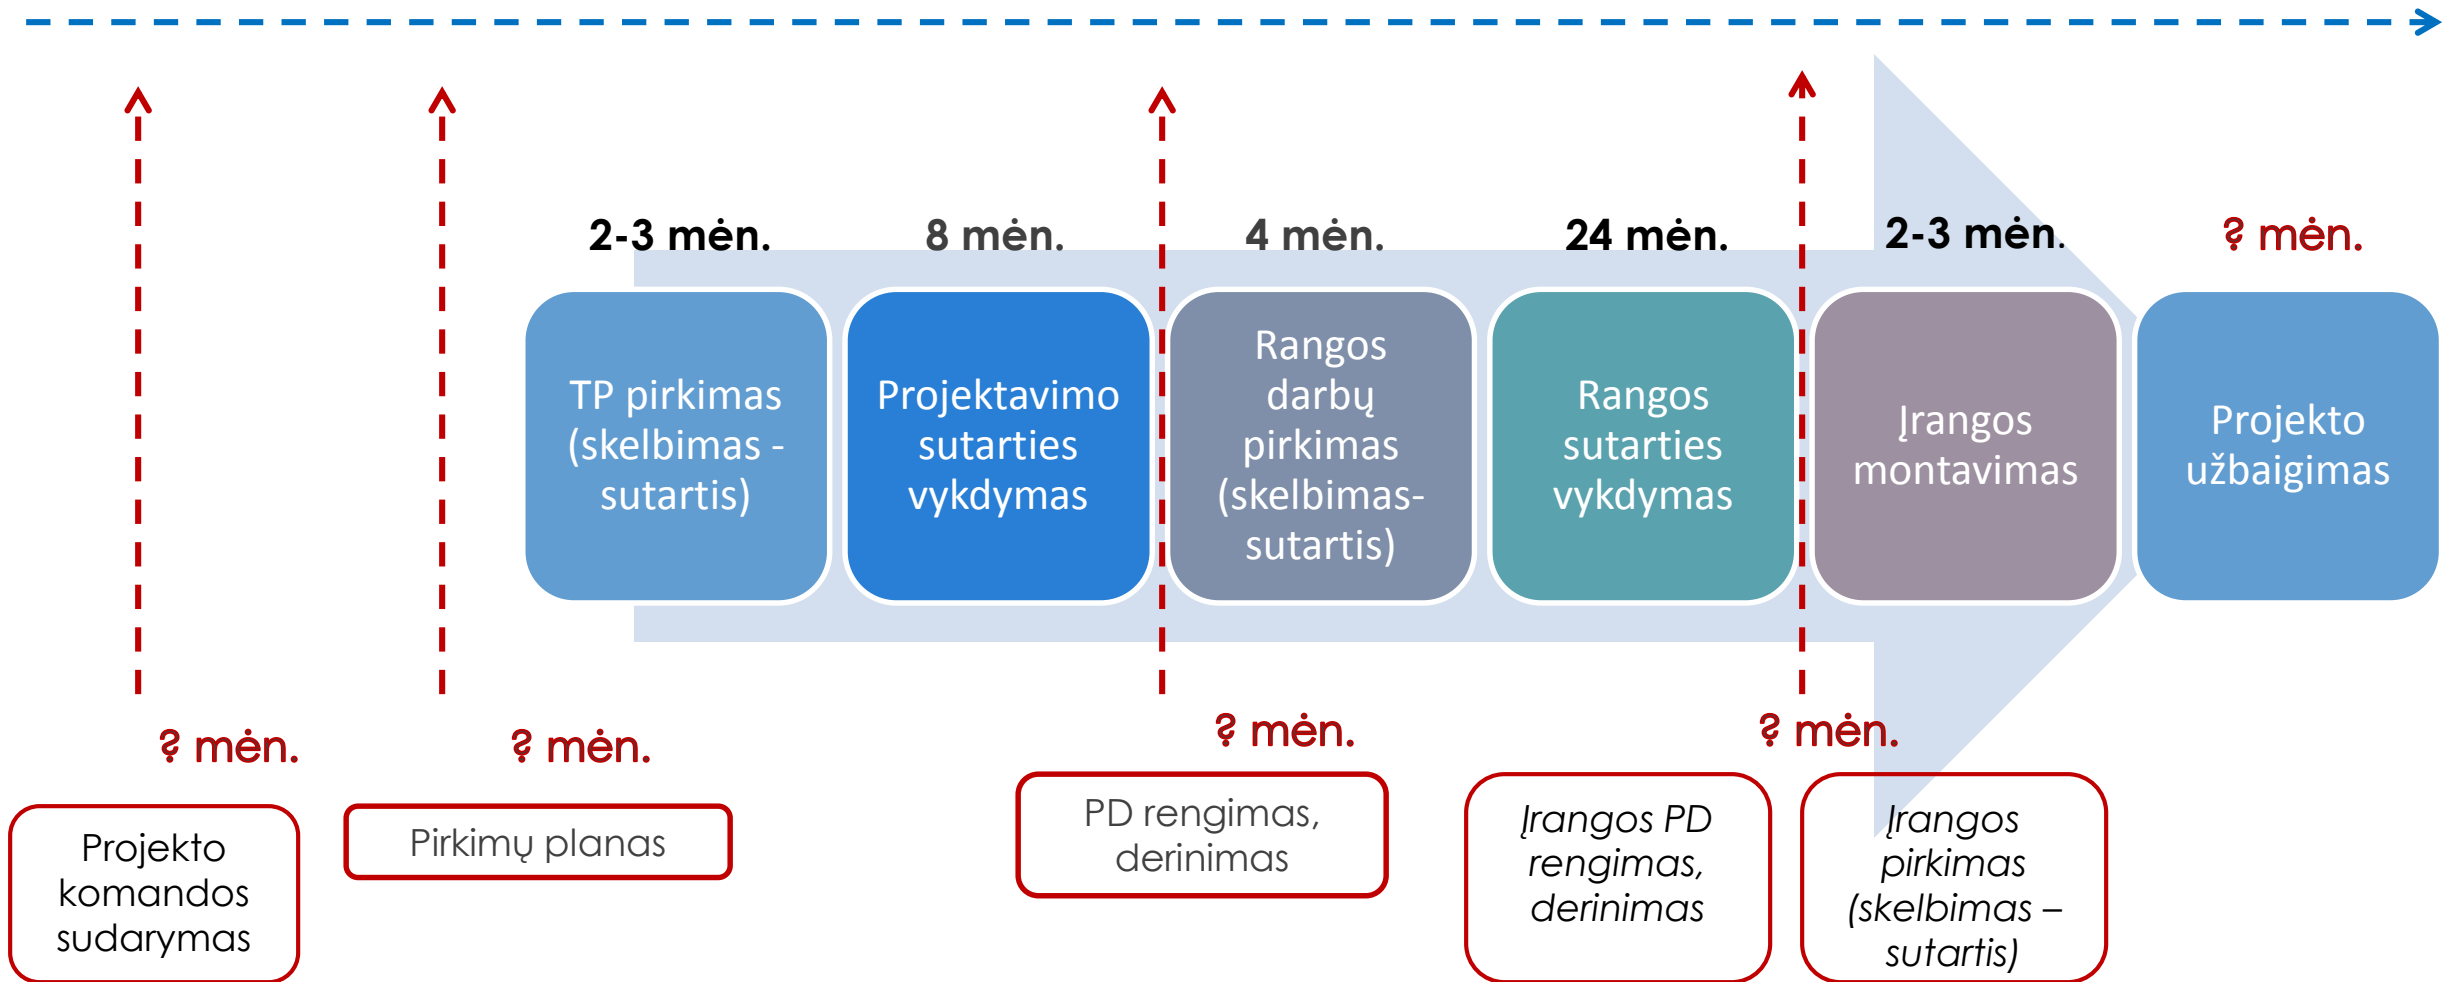 2-3 mėn.
8 mėn.
4 mėn.
24 mėn.
2-3 mėn.
? mėn.
TP pirkimas
(skelbimas -
sutartis)
Projektavimo
sutarties
vykdymas
Rangos
darbų
pirkimas
(skelbimas-
sutartis)
Rangos
sutarties
vykdymas
Įrangos
montavimas
Projekto
užbaigimas
? mėn.
? mėn.
? mėn.
? mėn.
Projekto
komandos
sudarymas
Pirkimų planas
PD rengimas,
derinimas
Įrangos PD
rengimas,
derinimas
Įrangos
pirkimas
(skelbimas –
sutartis)